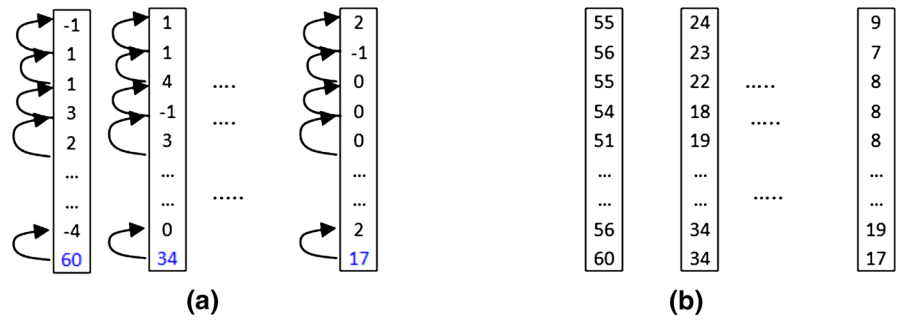 -1 1 2 55 24 9
1 1 -1 56 23 7
1 4 .... 0 55 22 ..... 8
3 -1 .... 0 54 18 ..... 8
2 3 0 51 19 8
... ... ... ... ... ...
... ... ..... ... ... ... ..... ...
-4 0 2 56 34 19
60 34 17 60 34 17
(a) (b)